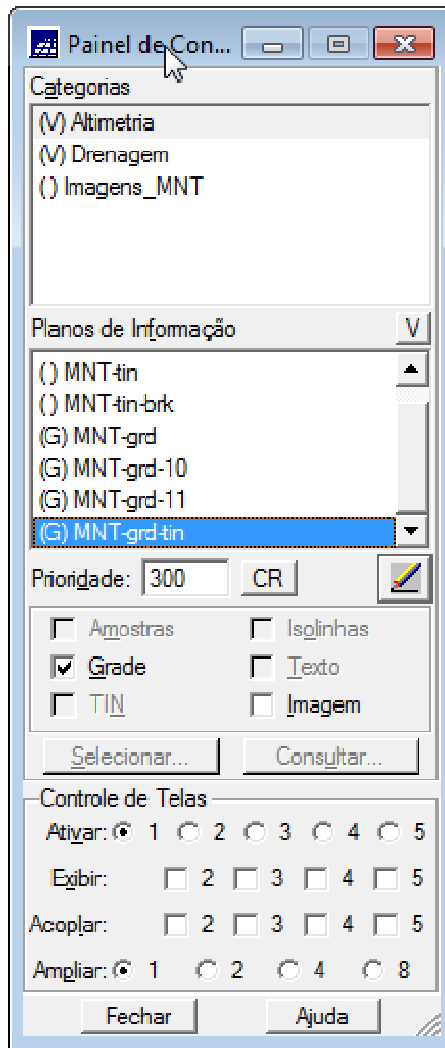 Painel de Con...
Categorias
(V) Altimetria
(V) Drenagem
( ) Imagens_MNT
Planos de Informação V
( ) MNT-tin
( ) MNT-tin-brk
(G) MNT-grd
(G) MNT-grd-10
(G) MNT-grd-11
(G) MNT-grd-tin
Prioridade: 300 CR
Amostras Isolinhas
Grade Texto
TIN Imagem
Selecionar... Consultar...
Controle de Telas
Ativar: 1 2 3 4 5
Exibir: 2 3 4 5
Acoplar: 2 3 4 5
Ampliar: 1 2 4 8
Fechar Ajuda